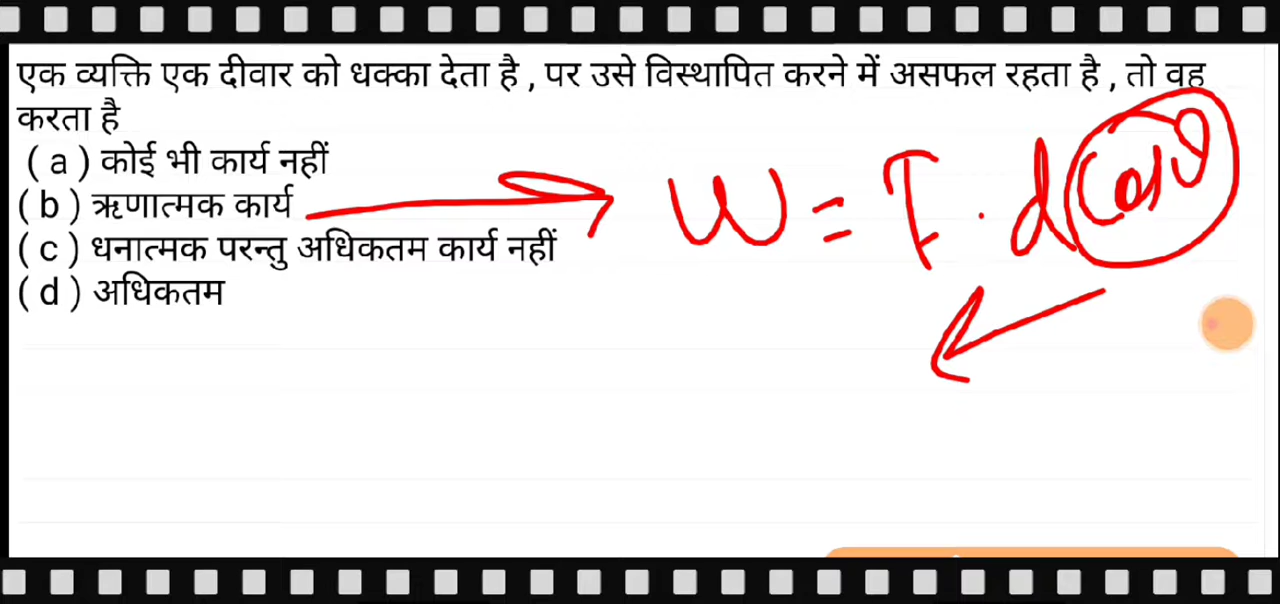 एक व्यक्ति एक दीवार को धक्का देता है , पर उसे विस्थापित करने में असफल रहता है , तो वह
करता है
( a ) कोई भी कार्य नहीं
( b ) ऋणात्मक कार्य
( c ) धनात्मक परन्तु अधिकतम कार्य नहीं
( d ) अधिकतम
W = F . d cosθ